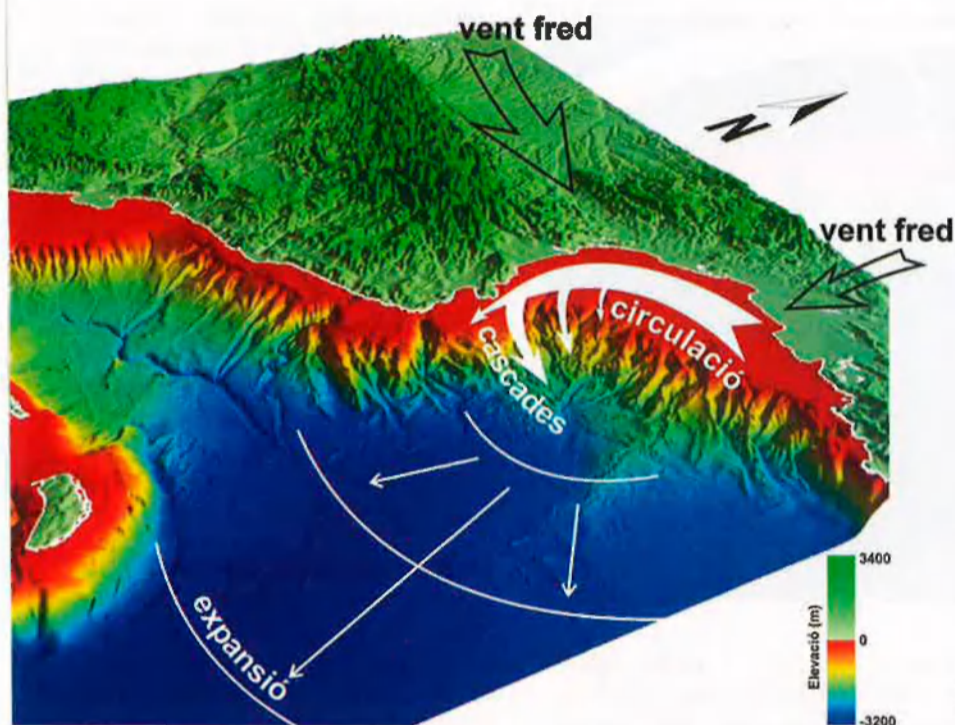 vent fred
N
vent fred
circulació
cascades
expansió
Elevació (m)
3400
0
-3200